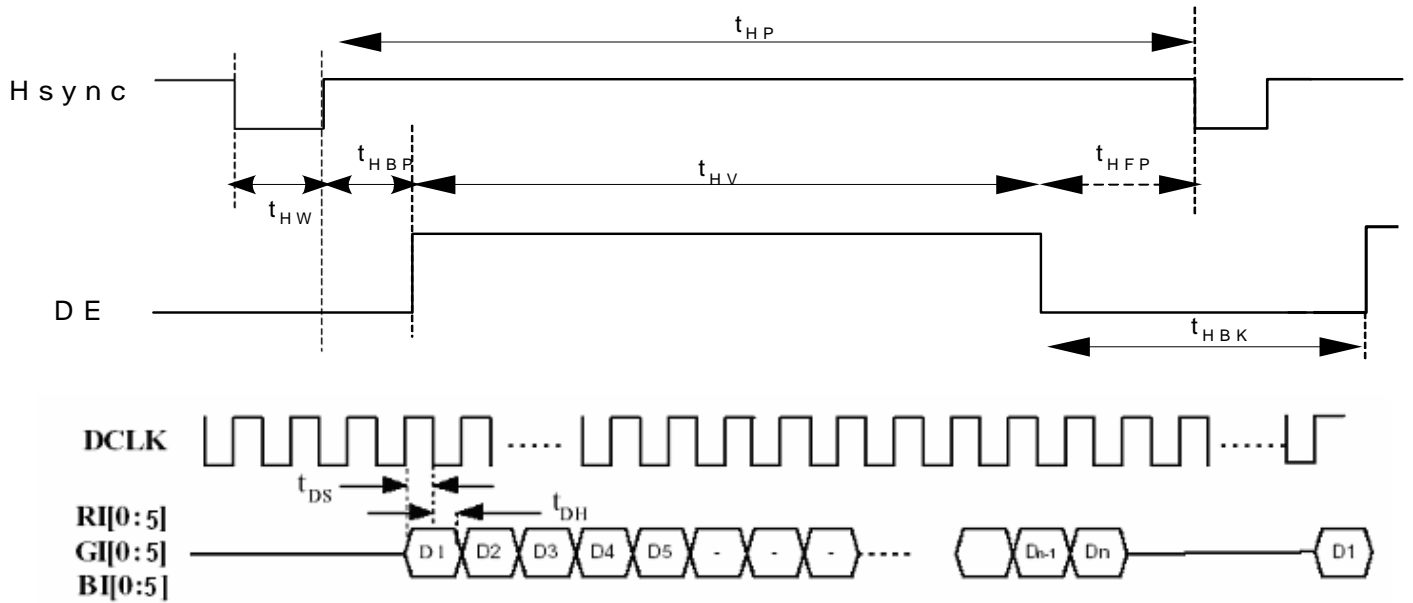 tHP
Hsync
tHBP
tHV
tHFP
tHW
DE
tHBK
DCLK
tDS
tDH
RI[0:5]
GI[0:5]
BI[0:5]
D1 D2 D3 D4 D5 - - - Dn-1 Dn D1